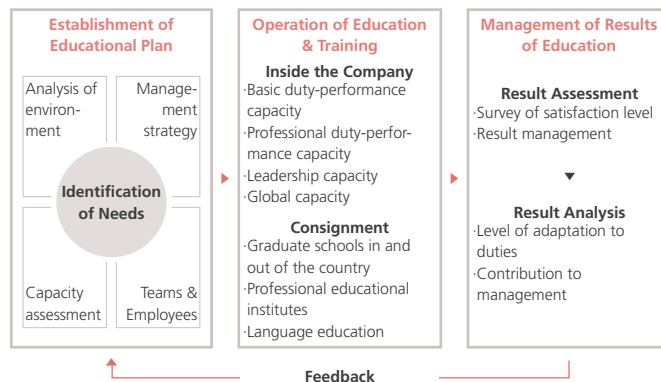 Establishment of
Educational Plan
Analysis of
environ-
ment
Manage-
ment
strategy
Identification
of Needs
Capacity
assessment
Teams &
Employees
Operation of Education
& Training
Inside the Company
·Basic duty-performance
capacity
·Professional duty-perfor-
mance capacity
·Leadership capacity
·Global capacity
Consignment
·Graduate schools in and
out of the country
·Professional educational
institutes
·Language education
Management of Results
of Education
Result Assessment
·Survey of satisfaction level
·Result management
Result Analysis
·Level of adaptation to
duties
·Contribution to
management
Feedback